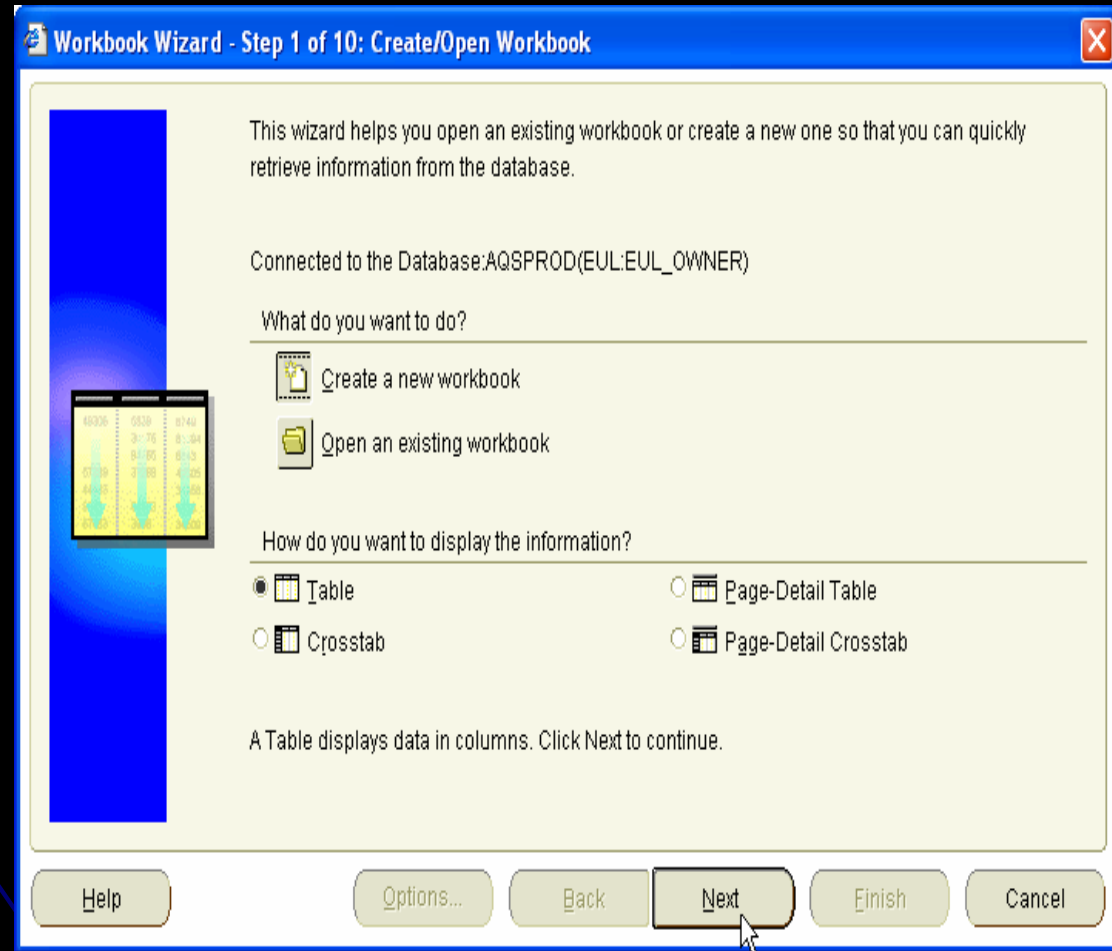 Workbook Wizard - Step 1 of 10: Create/Open Workbook
This wizard helps you open an existing workbook or create a new one so that you can quickly
retrieve information from the database.
Connected to the Database:AQSPROD(EUL:EUL_OWNER)
What do you want to do?
Create a new workbook
Open an existing workbook
How do you want to display the information?
Table
Page-Detail Table
Crosstab
Page-Detail Crosstab
A Table displays data in columns. Click Next to continue.
Help
Options...
Back
Next
Finish
Cancel